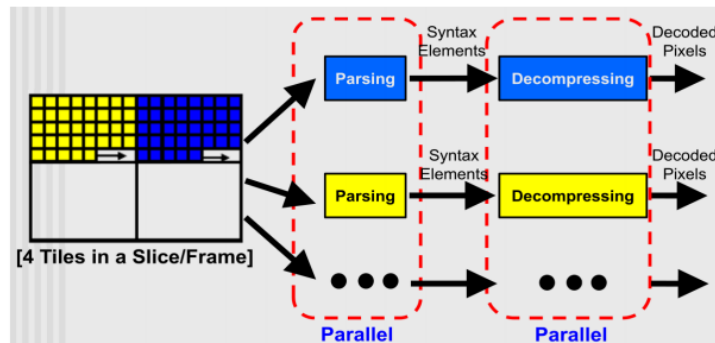 Syntax
Elements
Decoded
Pixels
Parsing
Decompressing
Syntax
Elements
Decoded
Pixels
Parsing
Decompressing
[4 Tiles in a Slice/Frame]
Parallel
Parallel